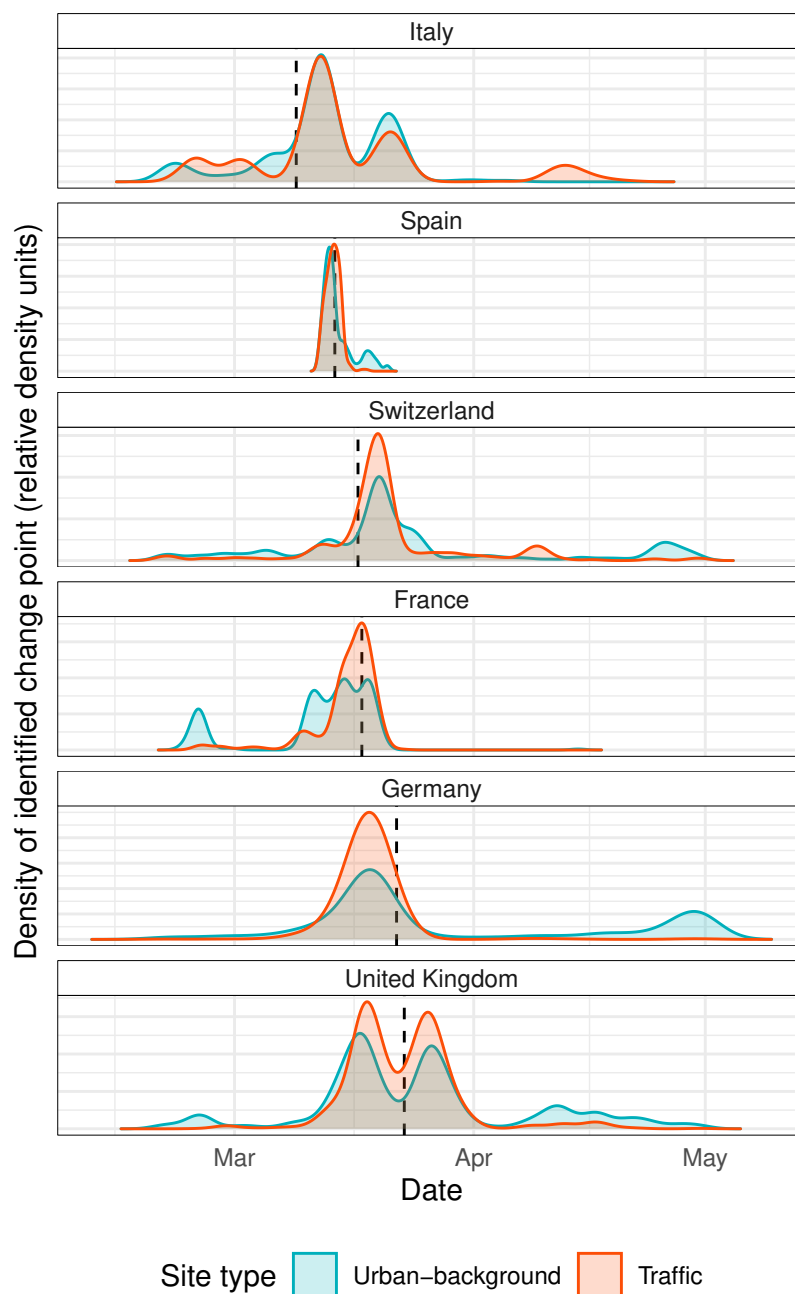 Italy
Spain
Switzerland
France
Germany
United Kingdom
Density of identified change point (relative density units)
Mar Apr May
Date
Site type Urban−background Traffic